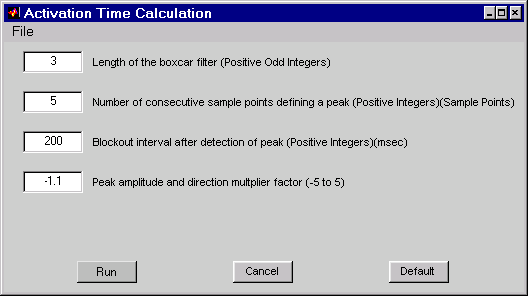 Activation Time Calculation
File
3 Length of the boxcar filter (Positive Odd Integers)
5 Number of consecutive sample points defining a peak (Positive Integers)(Sample Points)
200 Blockout interval after detection of peak (Positive Integers)(msec)
-1.1 Peak amplitude and direction multplier factor (-5 to 5)
Run Cancel Default